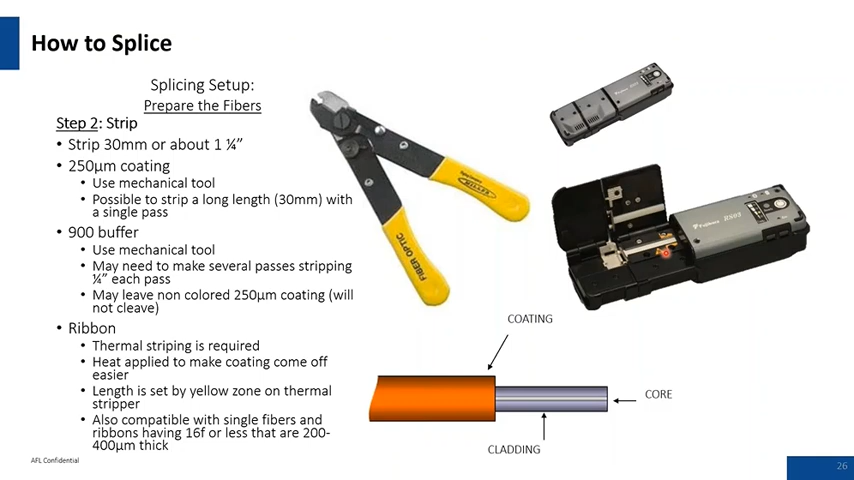 How to Splice
Splicing Setup:
Prepare the Fibers
Step 2: Strip
• Strip 30mm or about 1 ¼”
• 250µm coating
• Use mechanical tool
• Possible to strip a long length (30mm) with
a single pass
• 900 buffer
• Use mechanical tool
• May need to make several passes stripping
¼” each pass
• May leave non colored 250µm coating (will
not cleave)
• Ribbon
• Thermal striping is required
• Heat applied to make coating come off
easier
• Length is set by yellow zone on thermal
stripper
• Also compatible with single fibers and
ribbons having 16f or less that are 200-
400µm thick
MILLER
FIBER OPTIC
Fujikura RS03
COATING
CORE
CLADDING
AFL Confidential
26